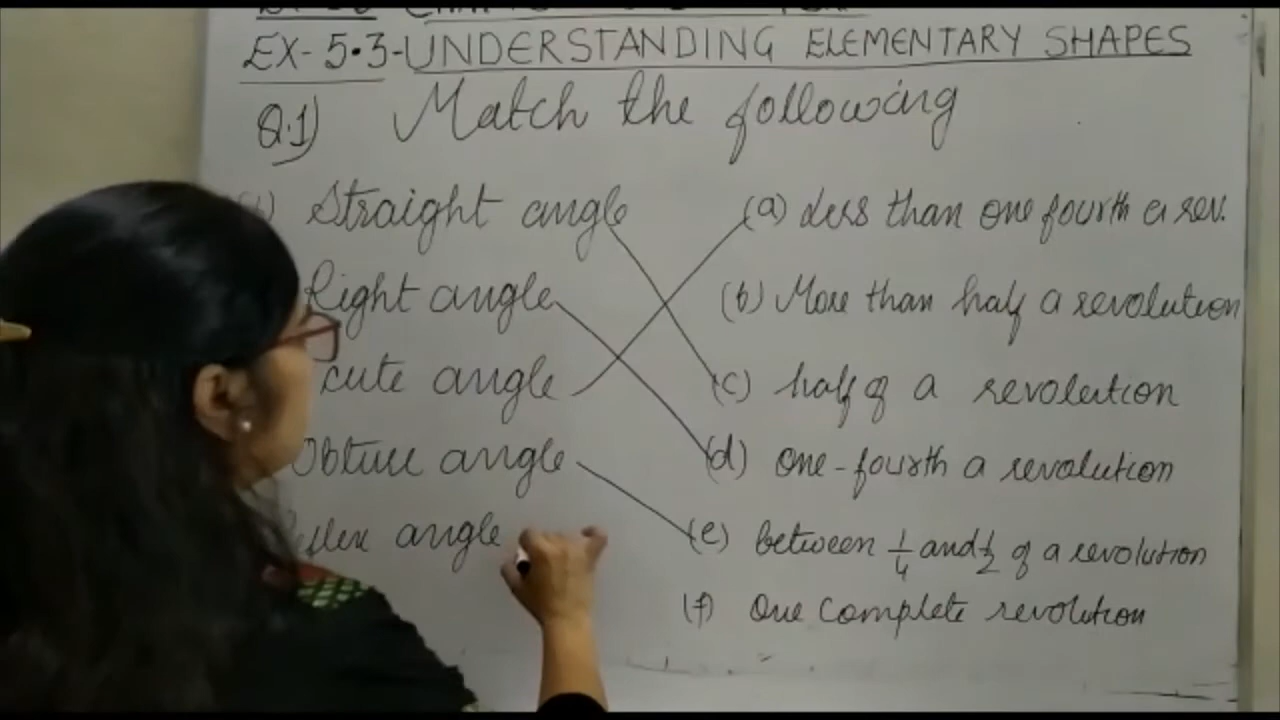 EX-5.3-UNDERSTANDING ELEMENTARY SHAPES
Q.1) Match the following
Straight angle (a) Less than one fourth a rev.
Right angle (b) More than half a revolution
cute angle (c) half of a revolution
Obtuse angle (d) one-fourth a revolution
angle (e) between 1/4 and 1/2 of a revolution
(f) One complete revolution